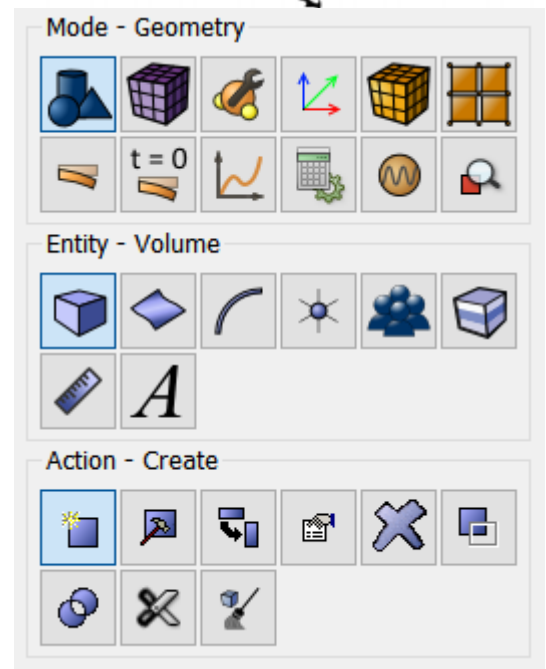 Mode - Geometry
t = 0
Entity - Volume
A
Action - Create